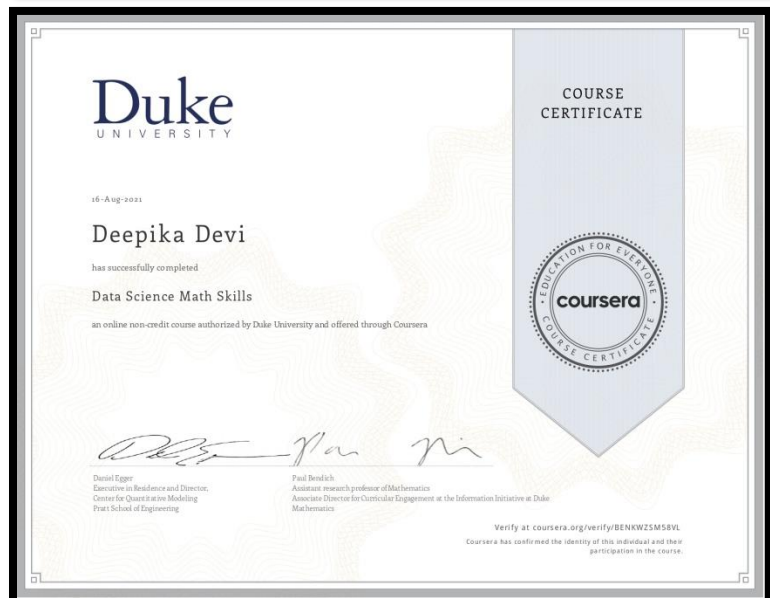 Duke
UNIVERSITY
COURSE
CERTIFICATE
16-Aug-2021
Deepika Devi
has successfully completed
Data Science Math Skills
an online non-credit course authorized by Duke University and offered through Coursera
EDUCATION FOR EVERYONE
coursera
COURSE CERTIFICATE
Daniel Egger
Executive in Residence and Director,
Center for Quantitative Modeling
Pratt School of Engineering
Paul Bendich
Assistant research professor of Mathematics
Associate Director for Curricular Engagement at the Information Initiative at Duke
Mathematics
Verify at coursera.org/verify/BENKWZSM58VL
Coursera has confirmed the identity of this individual and their
participation in the course.